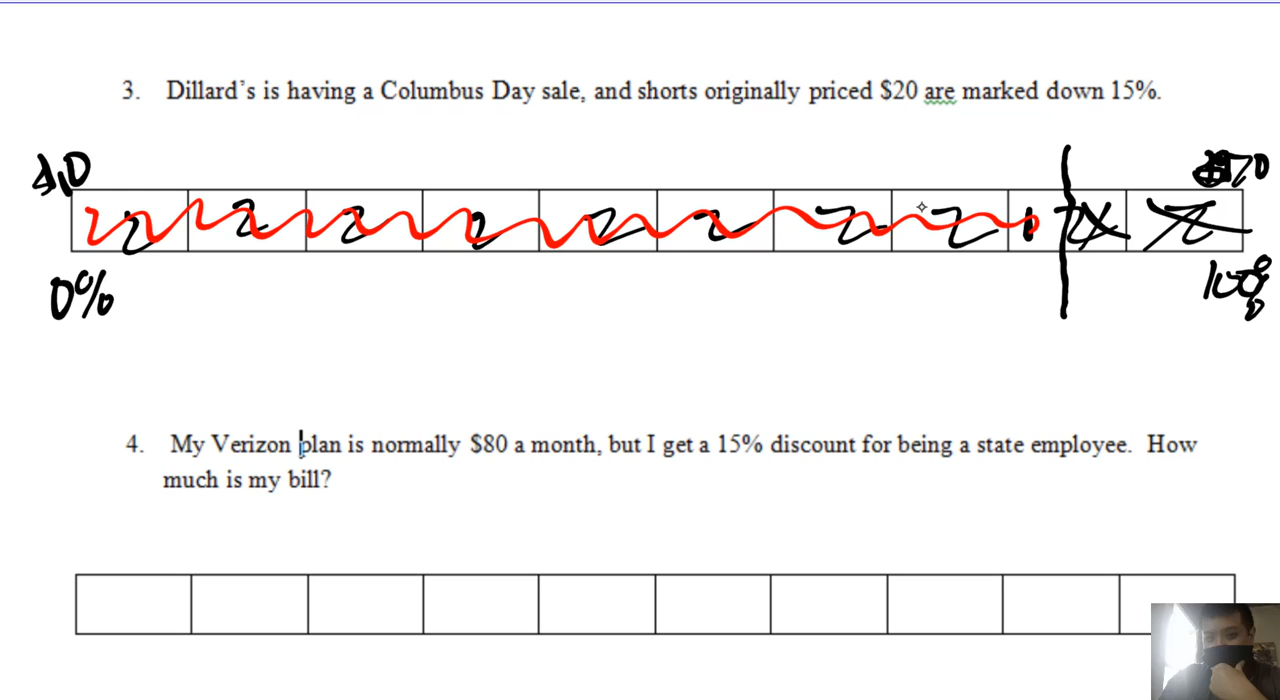 3. Dillard’s is having a Columbus Day sale, and shorts originally priced $20 are marked down 15%.
2 2 2 2 2 2 2 2 1 1 2
0% 100%
4. My Verizon plan is normally $80 a month, but I get a 15% discount for being a state employee. How
much is my bill?